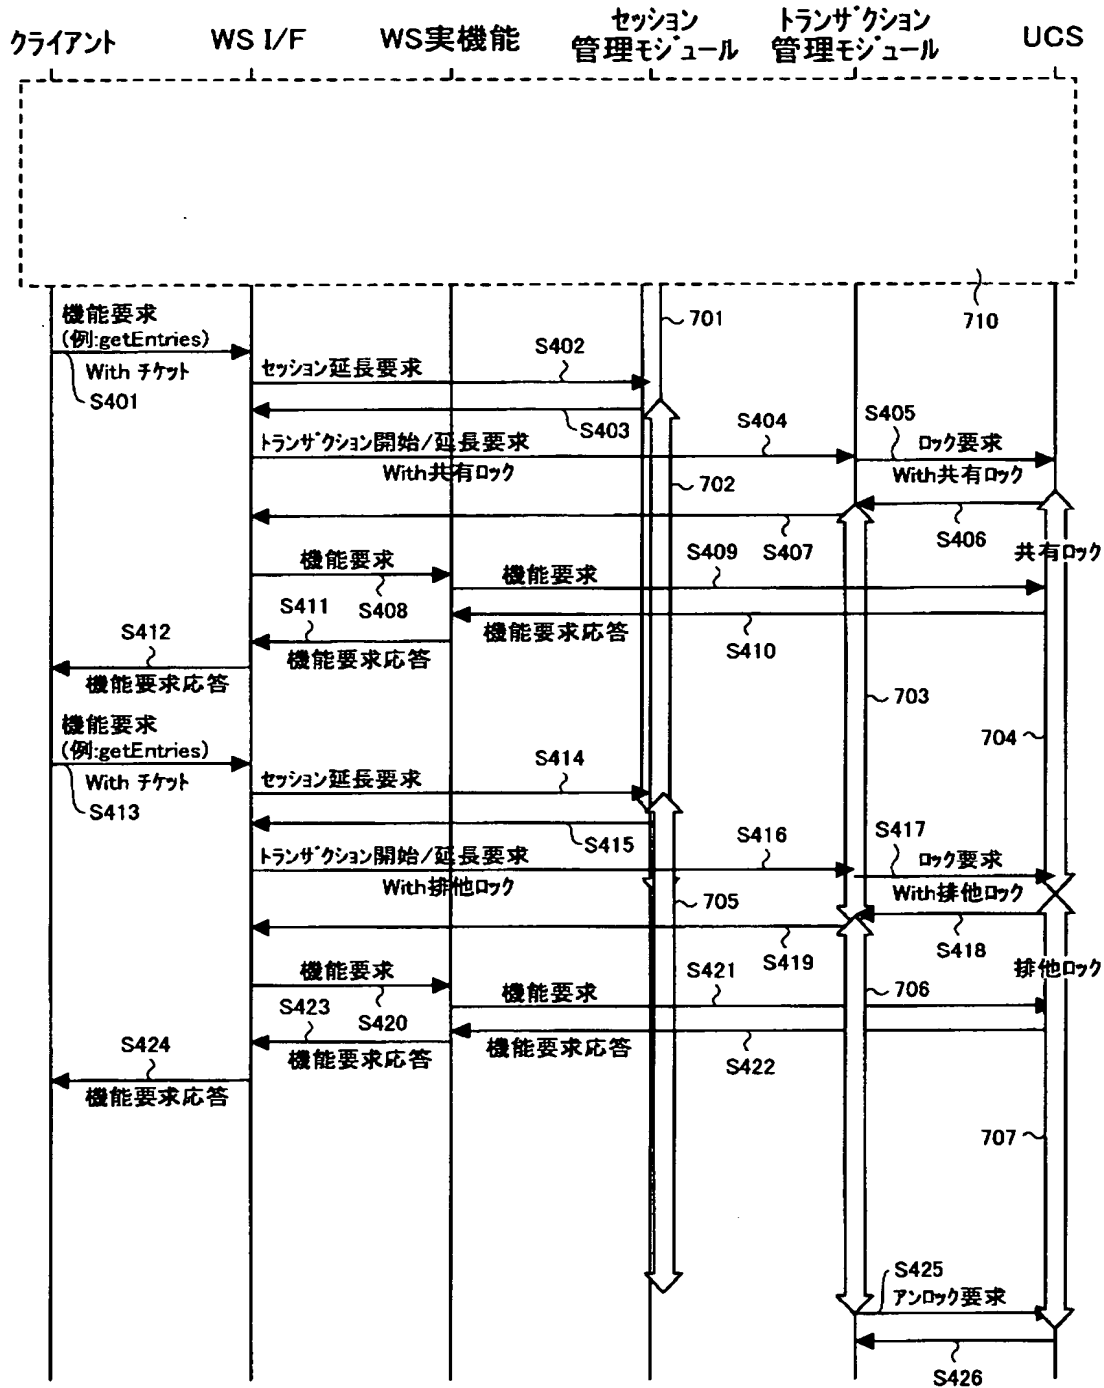 クライアント
WS I/F
WS実機能
セッション
管理モジュール
トランザクション
管理モジュール
UCS
710
701
機能要求
(例:getEntries)
With チケット
S401
セッション延長要求
S402
S403
トランザクション開始/延長要求
With共有ロック
S404
S405
ロック要求
With共有ロック
702
S406
S407
共有ロック
機能要求
S408
S409
機能要求
S411
機能要求応答
S410
S412
機能要求応答
機能要求応答
703
機能要求
(例:getEntries)
With チケット
S413
704
セッション延長要求
S414
S415
トランザクション開始/延長要求
With排他ロック
S416
S417
ロック要求
With排他ロック
705
S418
S419
排他ロック
機能要求
S420
S421
機能要求
706
S423
機能要求応答
機能要求応答
S422
S424
機能要求応答
707
S425
アンロック要求
S426